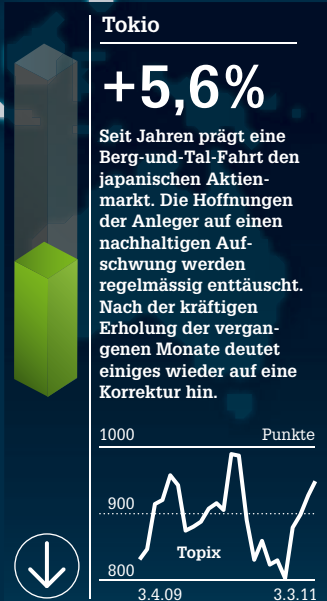 Tokio
+5,6%
Seit Jahren prägt eine
Berg-und-Tal-Fahrt den
japanischen Aktien-
markt. Die Hoffnungen
der Anleger auf einen
nachhaltigen Auf-
schwung werden
regelmässig enttäuscht.
Nach der kräftigen
Erholung der vergan-
genen Monate deutet
einiges wieder auf eine
Korrektur hin.
1000 Punkte
900
Topix
800
3.4.09 3.3.11